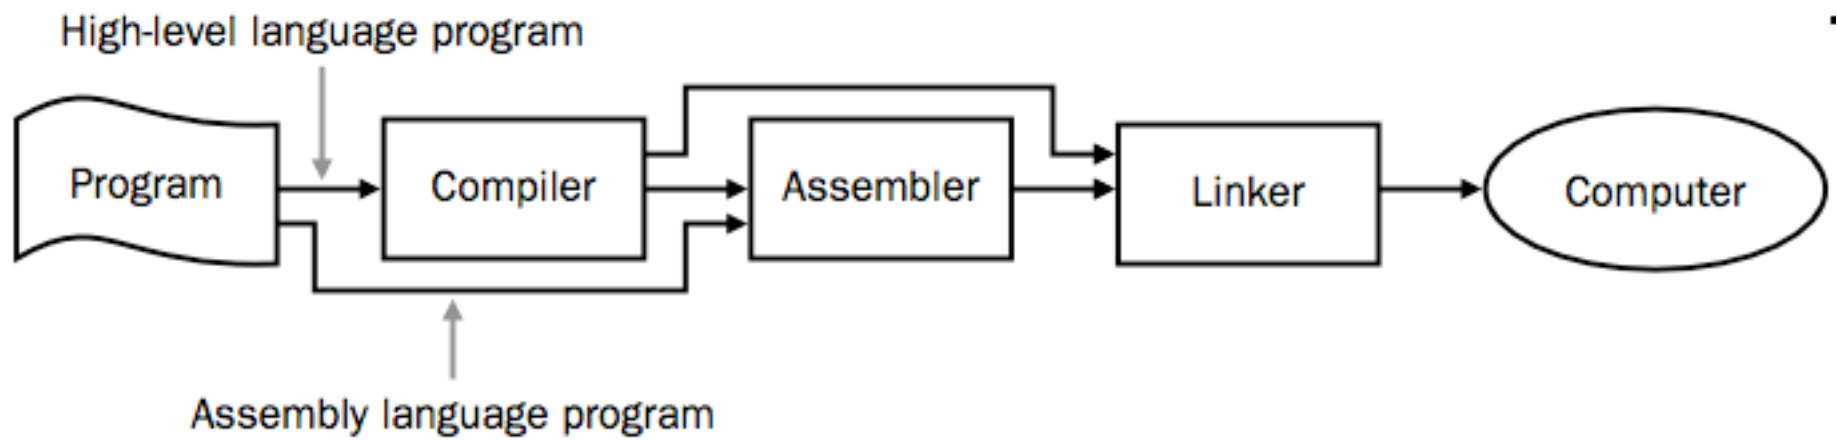 High-level language program
Program
Compiler
Assembler
Linker
Computer
Assembly language program